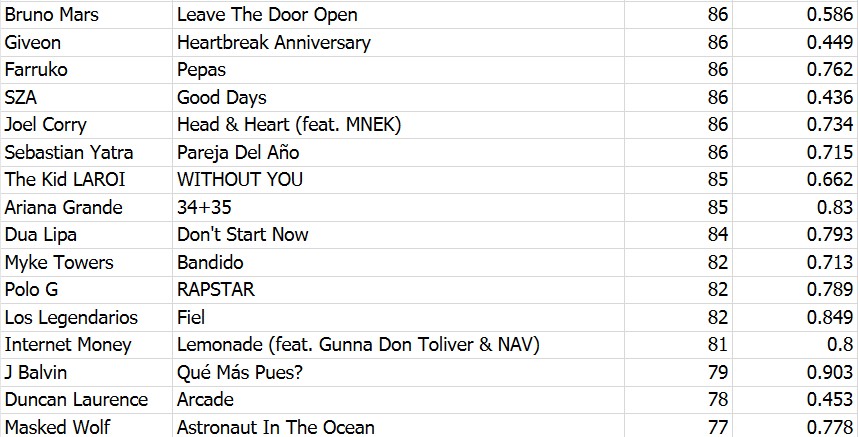 Bruno Mars Leave The Door Open 86 0.586
Giveon Heartbreak Anniversary 86 0.449
Farruko Pepas 86 0.762
SZA Good Days 86 0.436
Joel Corry Head & Heart (feat. MNEK) 86 0.734
Sebastian Yatra Pareja Del Año 86 0.715
The Kid LAROI WITHOUT YOU 85 0.662
Ariana Grande 34+35 85 0.83
Dua Lipa Don't Start Now 84 0.793
Myke Towers Bandido 82 0.713
Polo G RAPSTAR 82 0.789
Los Legendarios Fiel 82 0.849
Internet Money Lemonade (feat. Gunna Don Toliver & NAV) 81 0.8
J Balvin Qué Más Pues? 79 0.903
Duncan Laurence Arcade 78 0.453
Masked Wolf Astronaut In The Ocean 77 0.778